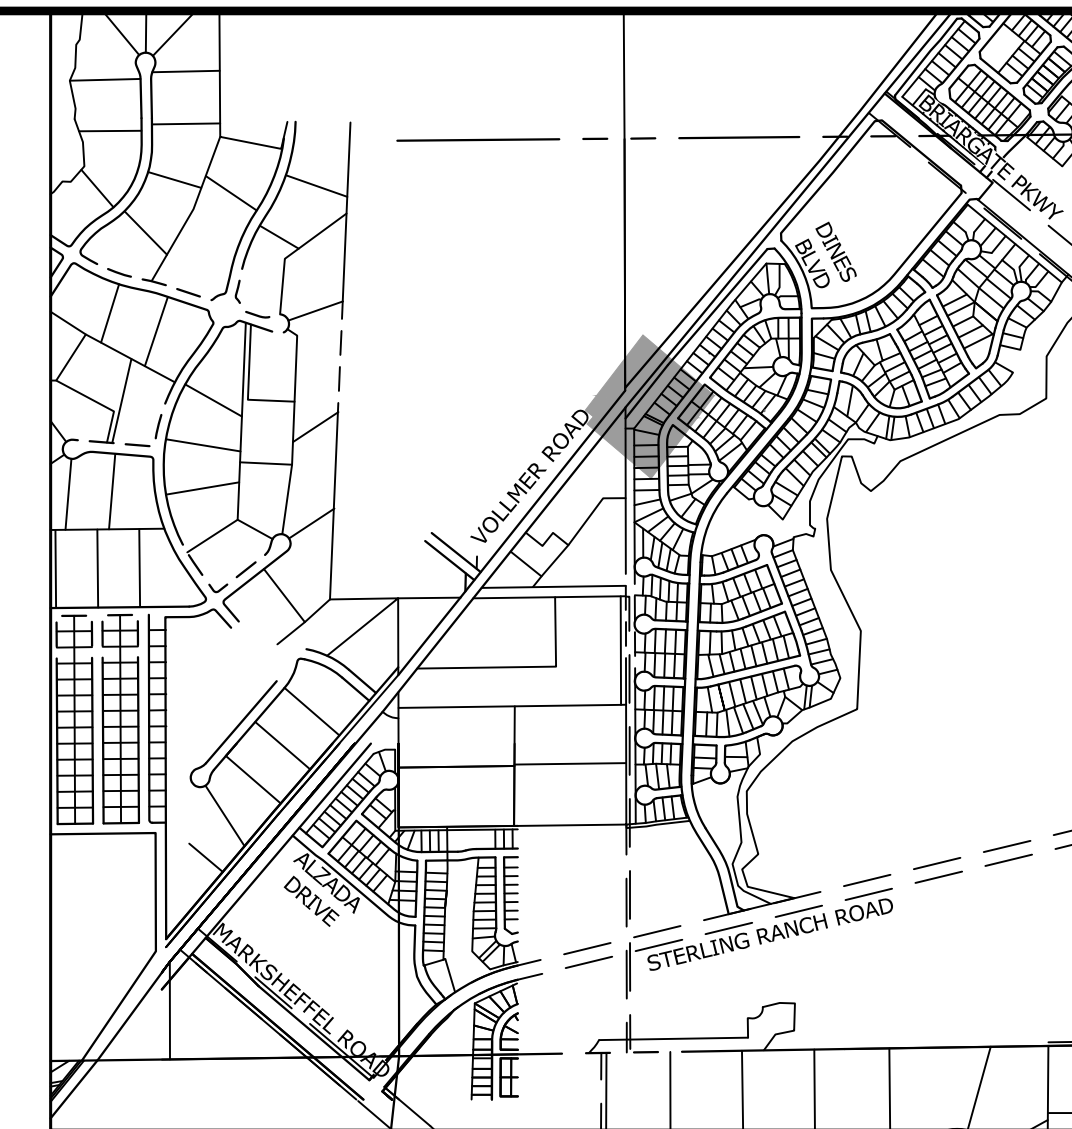 BRIARGATE PKWY
DINES
BLVD
VOLLMER ROAD
ALZADA
DRIVE
STERLING RANCH ROAD
MARKSHEFFEL ROAD